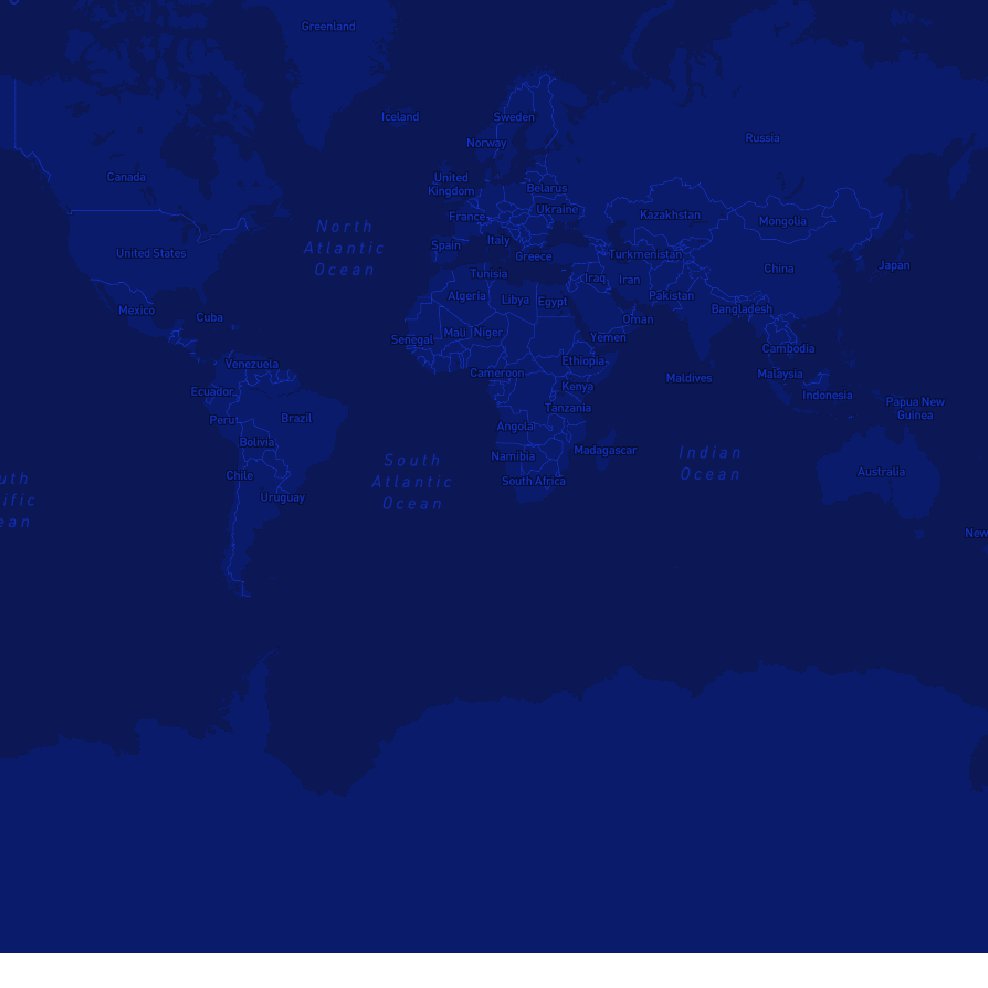 Greenland
Iceland
Sweden
Norway
Russia
Canada
United
Kingdom
Belarus
Ukraine
France
Kazakhstan
Mongolia
North
Atlantic
Ocean
Spain
Italy
Greece
Turkmenistan
United States
China
Japan
Tunisia
Iraq
Iran
Algeria
Libya
Egypt
Pakistan
Bangladesh
Mexico
Cuba
Oman
Senegal
Mali
Niger
Yemen
Cambodia
Venezuela
Ethiopia
Cameroon
Maldives
Malaysia
Kenya
Ecuador
Indonesia
Papua New
Guinea
Tanzania
Peru
Brazil
Angola
Bolivia
Madagascar
Namibia
South
Atlantic
Ocean
Indian
Ocean
Chile
South Africa
Australia
uth
ific
ean
Uruguay
New